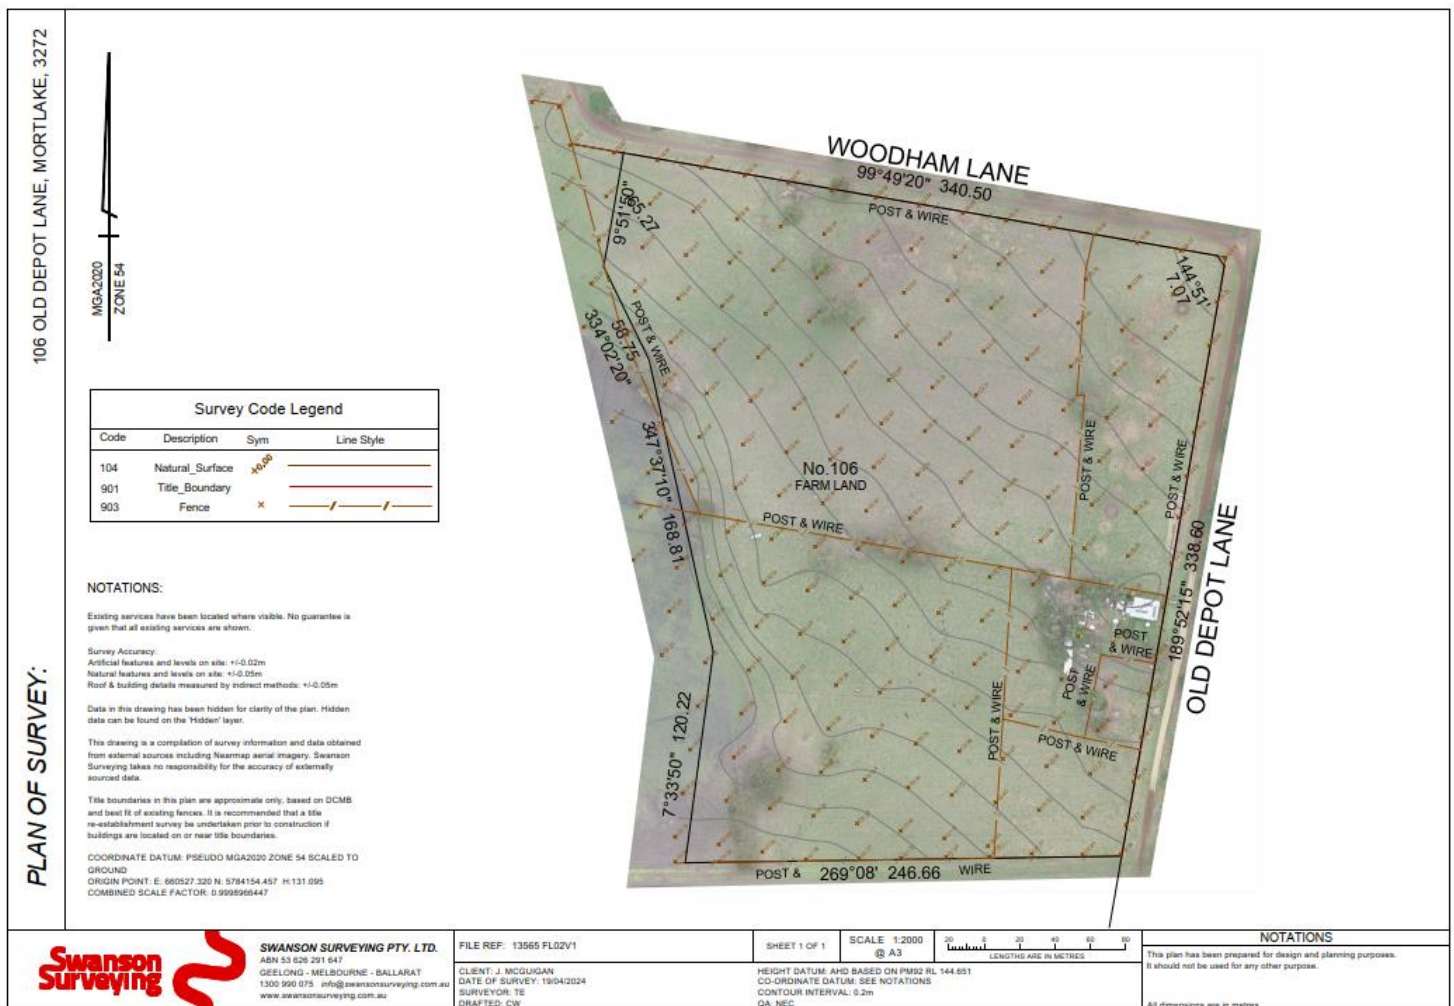 106 OLD DEPOT LANE, MORTLAKE, 3272
PLAN OF SURVEY:
MGA2020
ZONE 54
Survey Code Legend
Code Description Sym Line Style
104 Natural_Surface +0.00
901 Title_Boundary
903 Fence ×
NOTATIONS:
Existing services have been located where visible. No guarantee is
given that all existing services are shown.
Survey Accuracy:
Artificial features and levels on site: +/-0.02m
Natural features and levels on site: +/-0.05m
Roof & building details measured by indirect methods: +/-0.05m
Data in this drawing has been hidden for clarity of the plan. Hidden
data can be found on the 'Hidden' layer.
This drawing is a compilation of survey information and data obtained
from external sources including Nearmap aerial imagery. Swanson
Surveying takes no responsibility for the accuracy of externally
sourced data.
Title boundaries in this plan are approximate only, based on DCMB
and best fit of existing fences. It is recommended that a title
re-establishment survey be undertaken prior to construction if
buildings are located on or near title boundaries.
COORDINATE DATUM: PSEUDO MGA2020 ZONE 54 SCALED TO
GROUND
ORIGIN POINT: E: 660527.320 N: 5784154.457 H:131.095
COMBINED SCALE FACTOR: 0.9998966447
WOODHAM LANE
99°49'20" 340.50
POST & WIRE
9°51'50"
65.27
144°51'
7.07
POST & WIRE
58.75
334°02'20"
347°37'10" 168.81
No.106
FARM LAND
POST & WIRE
POST & WIRE
POST & WIRE
189°52'15" 338.60
OLD DEPOT LANE
POST
& WIRE
POST
& WIRE
POST & WIRE
POST & WIRE
7°33'50" 120.22
POST & 269°08' 246.66 WIRE
Swanson
Surveying
SWANSON SURVEYING PTY. LTD.
ABN 53 626 291 647
GEELONG - MELBOURNE - BALLARAT
1300 990 075 info@swansonsurveying.com.au
www.swansonsurveying.com.au
FILE REF: 13565 FL02V1
CLIENT: J. MCGUIGAN
DATE OF SURVEY: 19/04/2024
SURVEYOR: TE
DRAFTED: CW
SHEET 1 OF 1
SCALE 1:2000
@ A3
20 0 20 40 60 80
LENGTHS ARE IN METRES
HEIGHT DATUM: AHD BASED ON PM92 RL 144.651
CO-ORDINATE DATUM: SEE NOTATIONS
CONTOUR INTERVAL: 0.2m
QA: NEC
NOTATIONS
This plan has been prepared for design and planning purposes.
It should not be used for any other purpose.
All dimensions are in metres